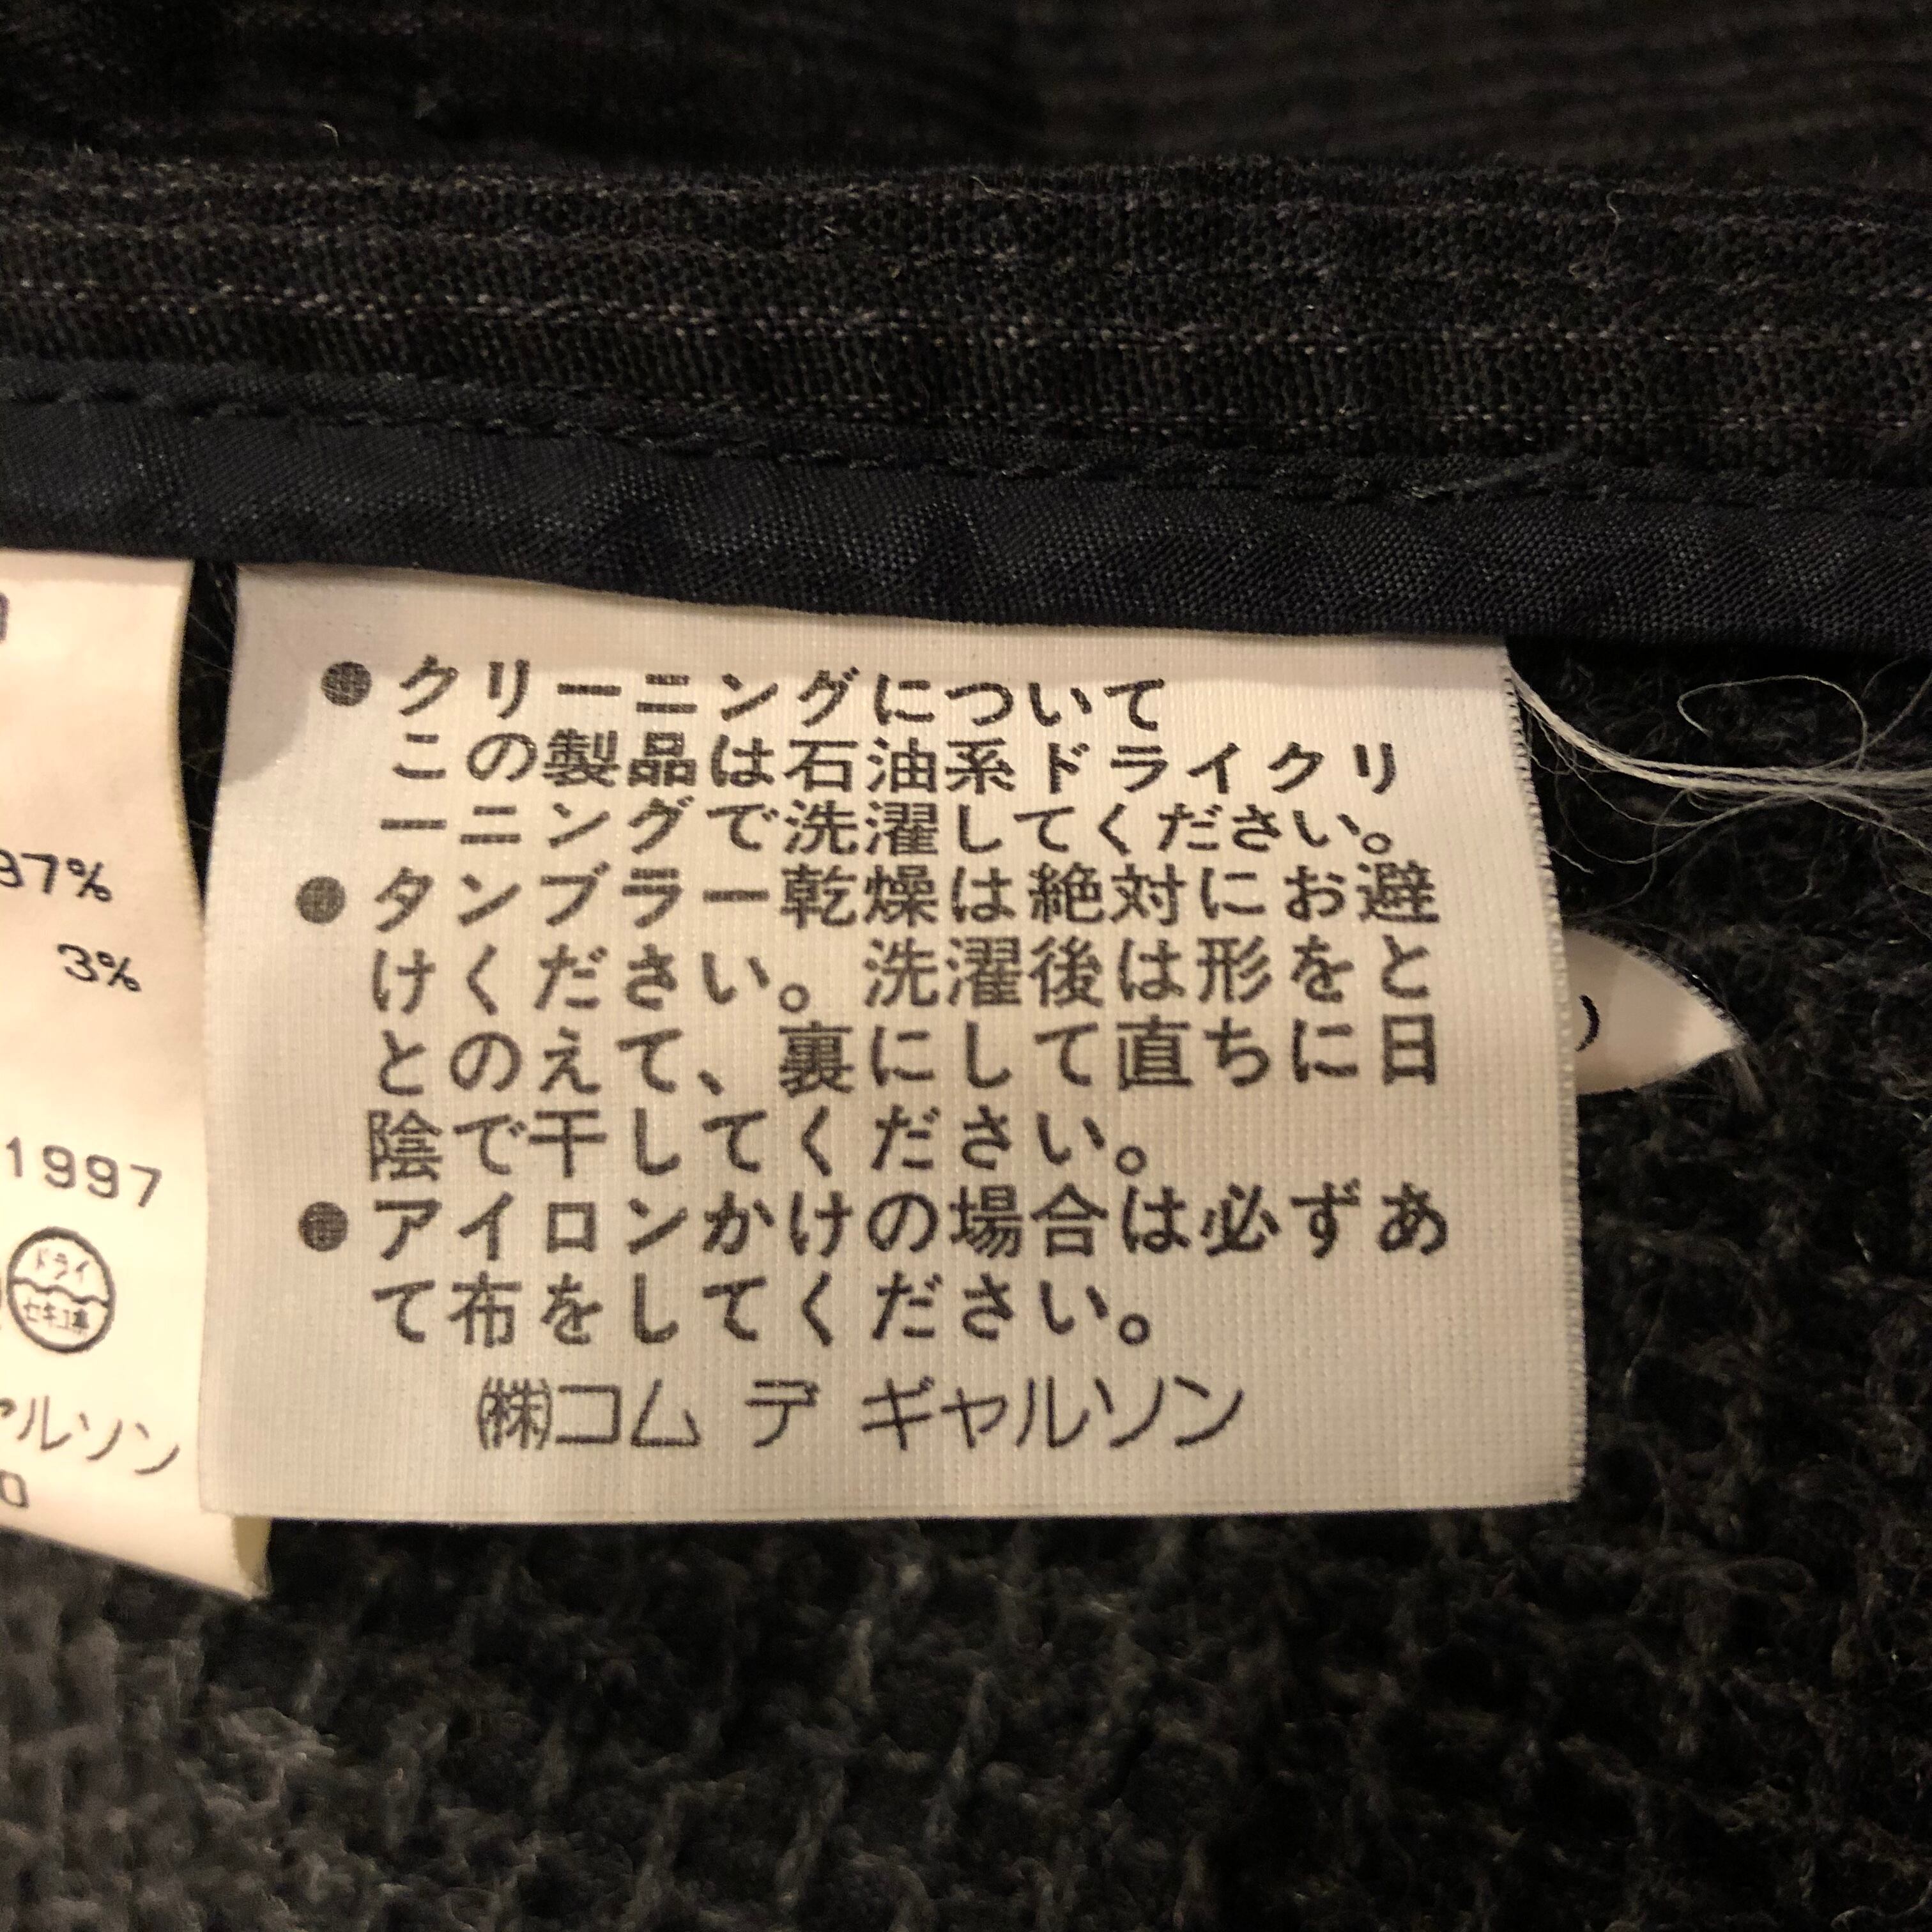 97%
3%
1997
ドライ
セキユ系
ャルソン
●クリーニングについて
この製品は石油系ドライクリ
ーニングで洗濯してください。
●タンブラー乾燥は絶対にお避
けください。洗濯後は形をと
とのえて、裏にして直ちに日
陰で干してください。
●アイロンかけの場合は必ずあ
て布をしてください。
㈱コム デ ギャルソン